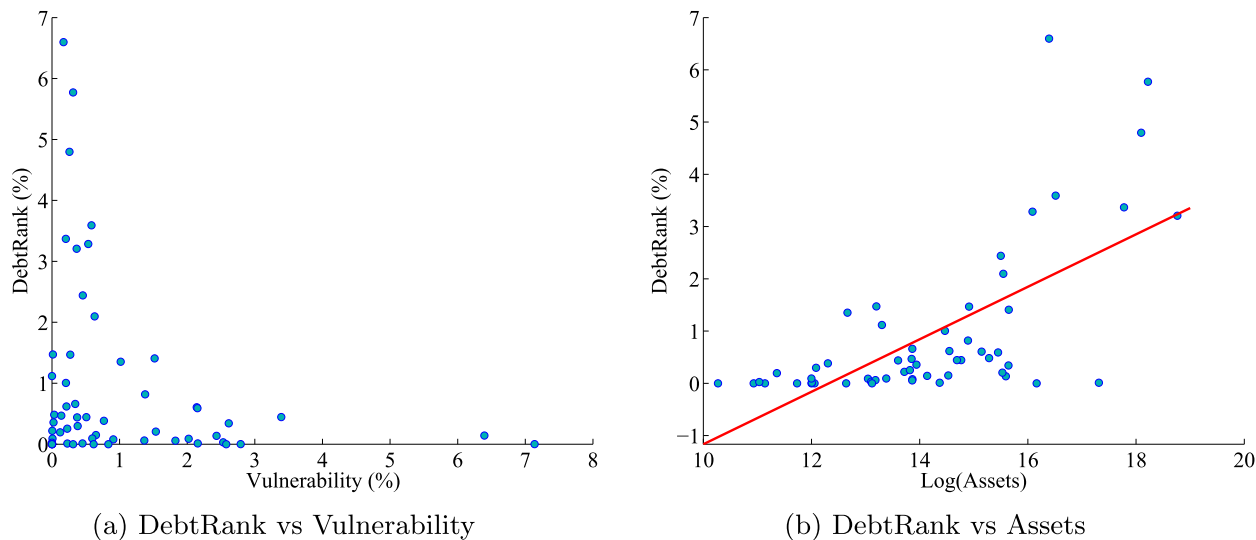 7
6
5
4
3
2
1
0
DebtRank (%)
0 1 2 3 4 5 6 7 8
Vulnerability (%)
(a) DebtRank vs Vulnerability
7
6
5
4
3
2
1
0
−1
DebtRank (%)
10 12 14 16 18 20
Log(Assets)
(b) DebtRank vs Assets